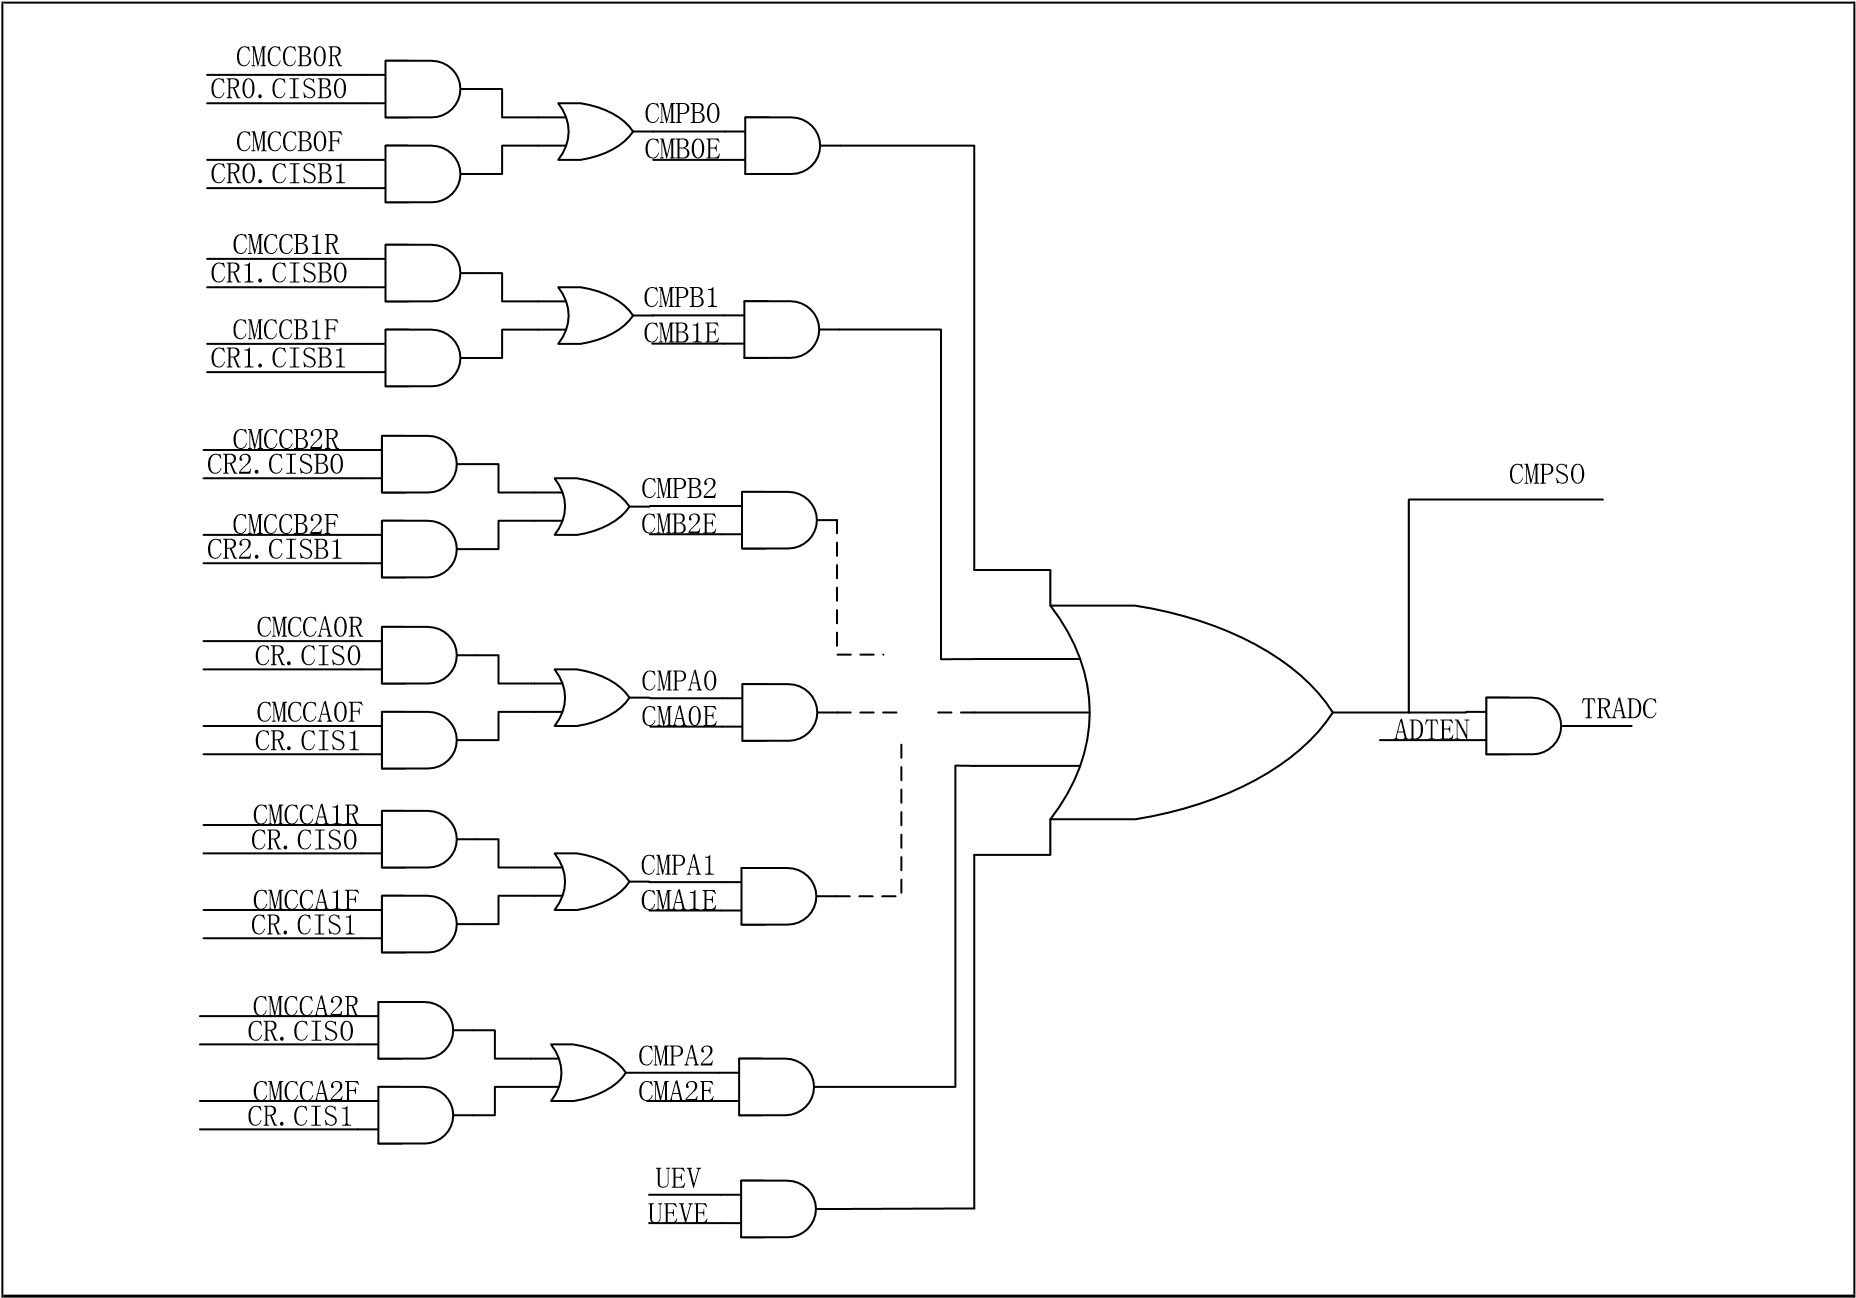 CMCCB0R
CR0.CISB0
CMCCB0F
CR0.CISB1
CMPB0
CMB0E
CMCCB1R
CR1.CISB0
CMCCB1F
CR1.CISB1
CMPB1
CMB1E
CMCCB2R
CR2.CISB0
CMCCB2F
CR2.CISB1
CMPB2
CMB2E
CMCCA0R
CR.CIS0
CMCCA0F
CR.CIS1
CMPA0
CMA0E
CMCCA1R
CR.CIS0
CMCCA1F
CR.CIS1
CMPA1
CMA1E
CMCCA2R
CR.CIS0
CMCCA2F
CR.CIS1
CMPA2
CMA2E
UEV
UEVE
CMPSO
ADTEN
TRADC